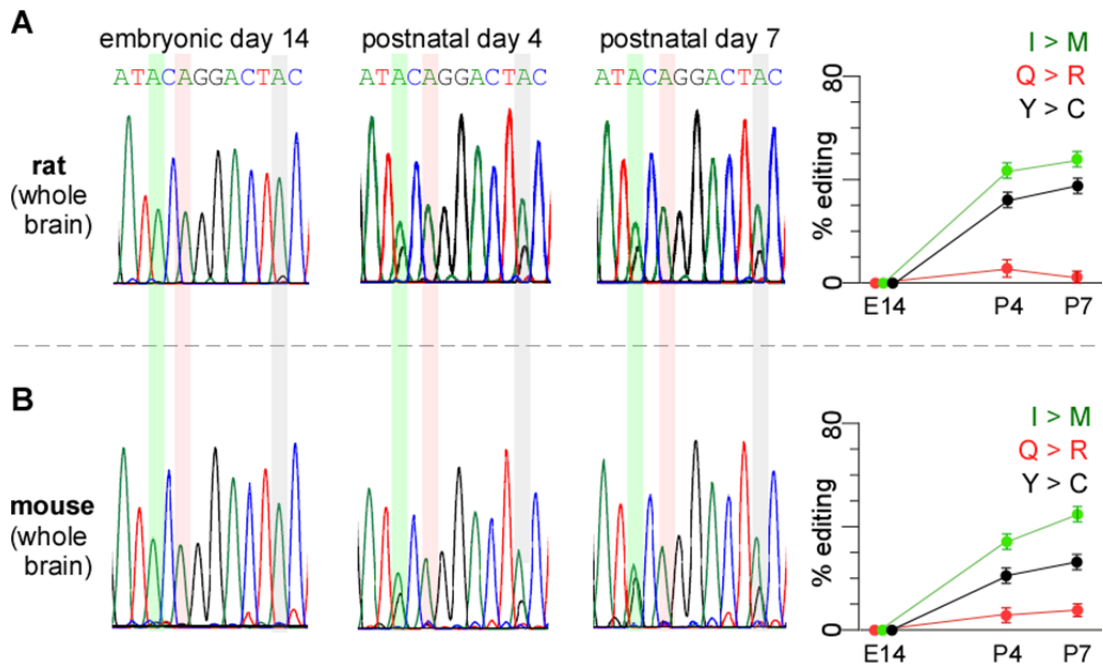 A
embryonic day 14
postnatal day 4
postnatal day 7
ATACAGGACTAC
ATACAGGACTAC
ATACAGGACTAC
rat
(whole
brain)
80
% editing
0
I > M
Q > R
Y > C
E14
P4
P7
B
mouse
(whole
brain)
80
% editing
0
I > M
Q > R
Y > C
E14
P4
P7